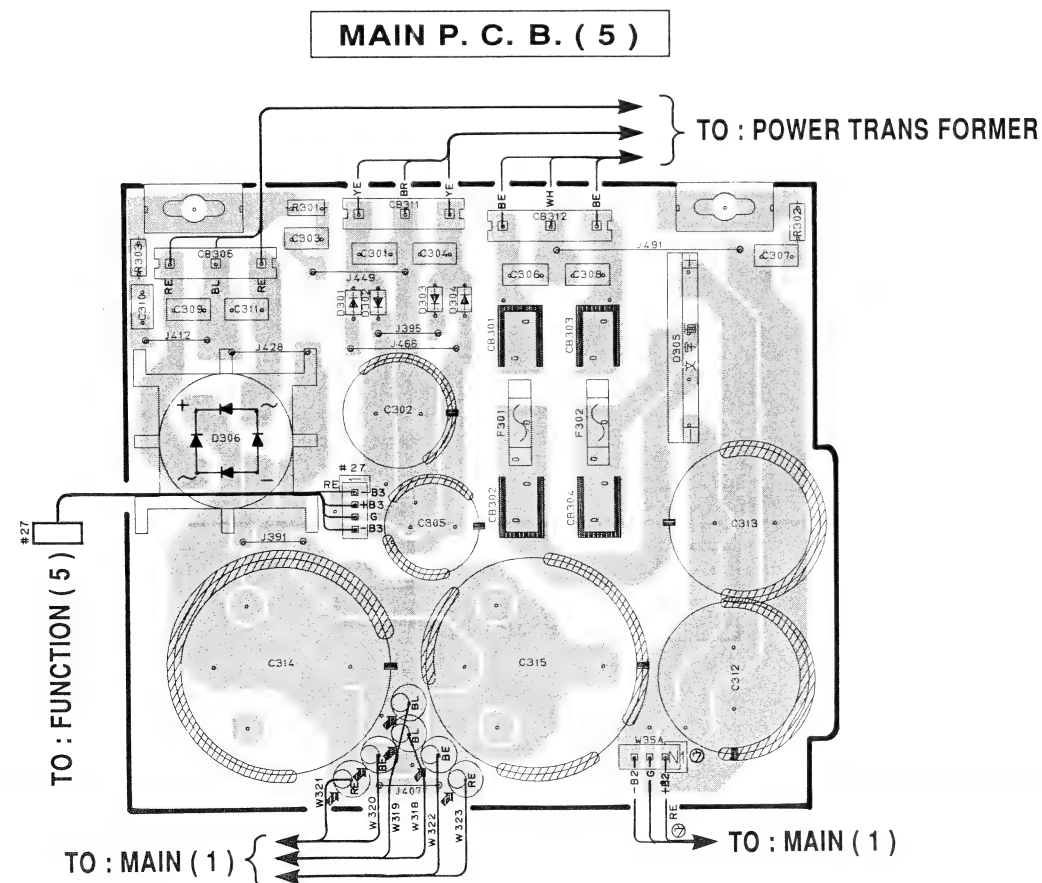 MAIN P. C. B. ( 5 )
TO : POWER TRANS FORMER
YE BR YE
BE WH BE
R301
CB311
CB312
R302
C303
J491
R303
CB305
C301 C304
C307
RE BL RE
J449
C306 C308
C310
C309 C311
D301 D302 D303 D304
CB301 CB303
D305
文字面
J412
J395
J428
J466
C302
F301 F302
+ ~
D306
~ −
# 27
RE
-B3
+B3
G
-B3
C305
CB302 CB304
C313
#27
TO : FUNCTION ( 5 )
J391
C314
C315
C312
BL
BL
BE BE
RE RE
J407
W35A
W321 W320 W319 W318 W322 W323
-B2 G +B2 RE
TO : MAIN ( 1 )
TO : MAIN ( 1 )